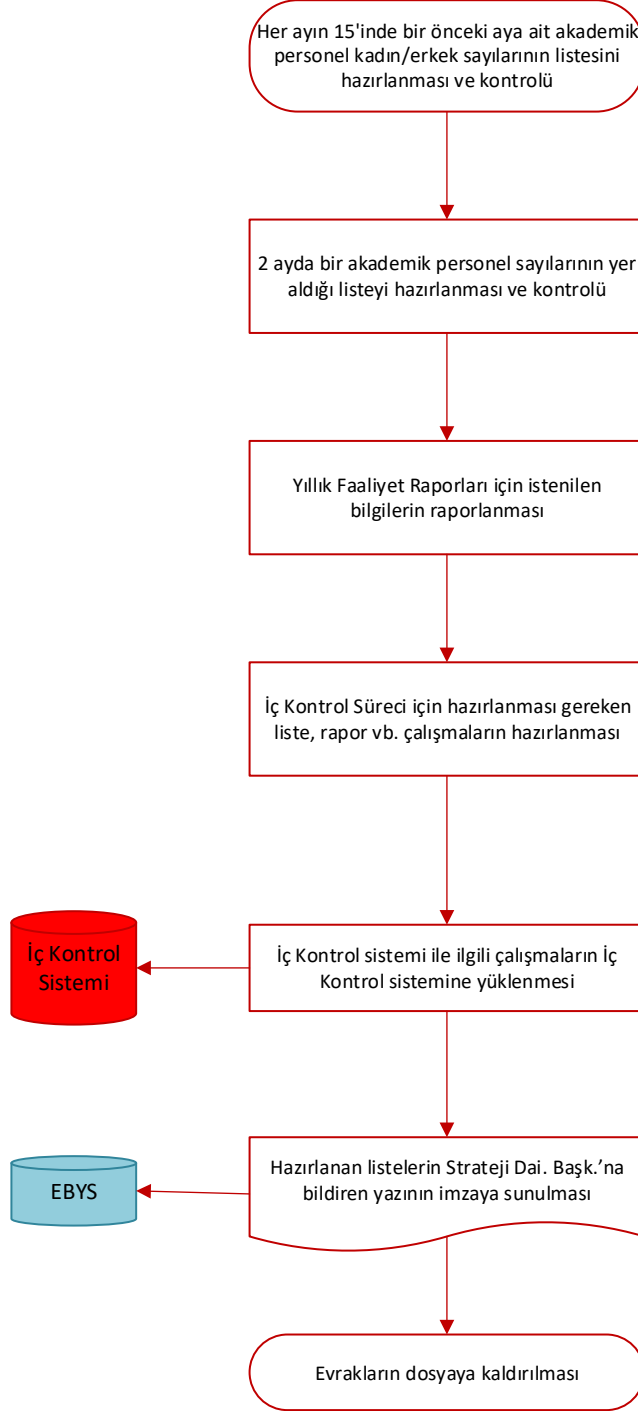 Her ayın 15'inde bir önceki aya ait akademik
personel kadın/erkek sayılarının listesini
hazırlanması ve kontrolü
2 ayda bir akademik personel sayılarının yer
aldığı listeyi hazırlanması ve kontrolü
Yıllık Faaliyet Raporları için istenilen
bilgilerin raporlanması
İç Kontrol Süreci için hazırlanması gereken
liste, rapor vb. çalışmaların hazırlanması
İç Kontrol
Sistemi
İç Kontrol sistemi ile ilgili çalışmaların İç
Kontrol sistemine yüklenmesi
EBYS
Hazırlanan listelerin Strateji Dai. Başk.’na
bildiren yazının imzaya sunulması
Evrakların dosyaya kaldırılması